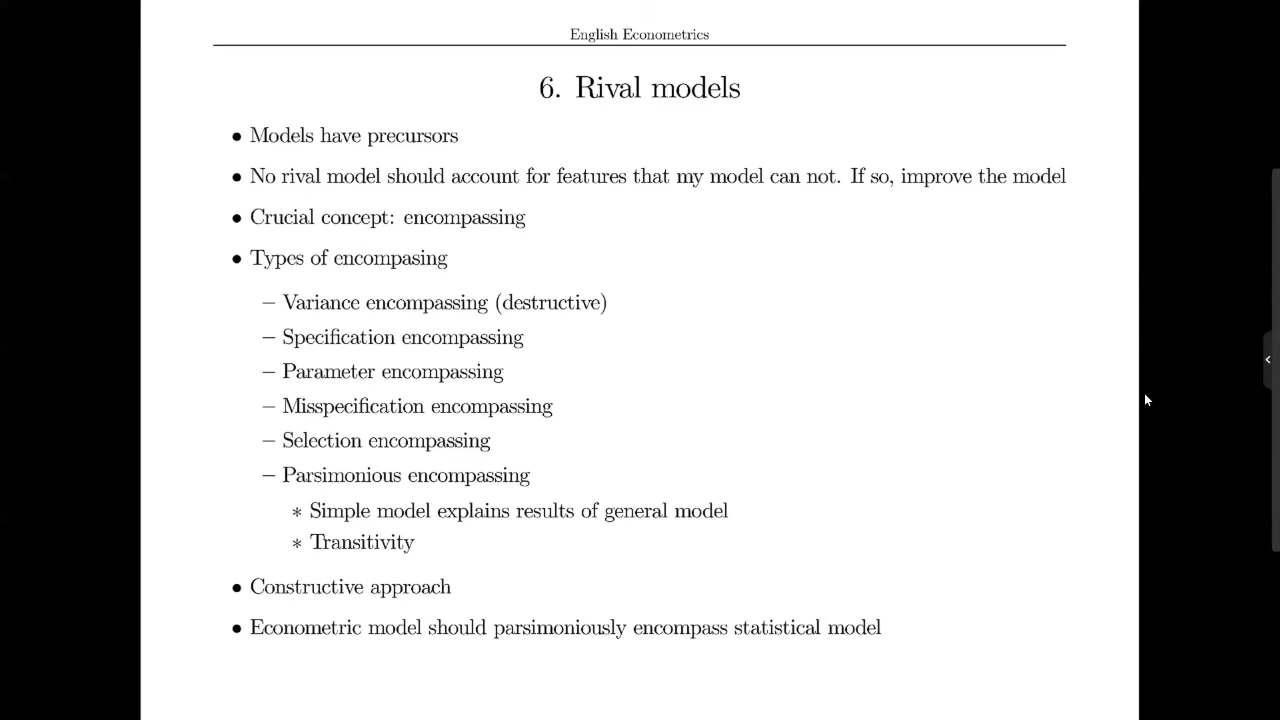 English Econometrics
6. Rival models
• Models have precursors
• No rival model should account for features that my model can not. If so, improve the model
• Crucial concept: encompassing
• Types of encompasing
– Variance encompassing (destructive)
– Specification encompassing
– Parameter encompassing
– Misspecification encompassing
– Selection encompassing
– Parsimonious encompassing
∗ Simple model explains results of general model
∗ Transitivity
• Constructive approach
• Econometric model should parsimoniously encompass statistical model